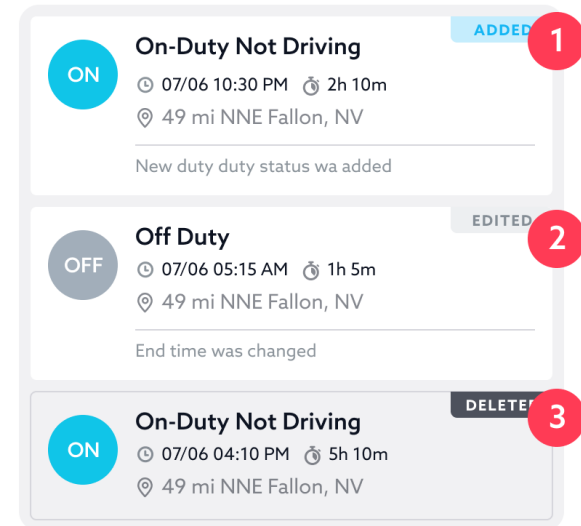 ADDED
1
On-Duty Not Driving
ON
07/06 10:30 PM 2h 10m
49 mi NNE Fallon, NV
New duty duty status wa added
EDITED
2
Off Duty
OFF
07/06 05:15 AM 1h 5m
49 mi NNE Fallon, NV
End time was changed
DELETE
3
On-Duty Not Driving
ON
07/06 04:10 PM 5h 10m
49 mi NNE Fallon, NV